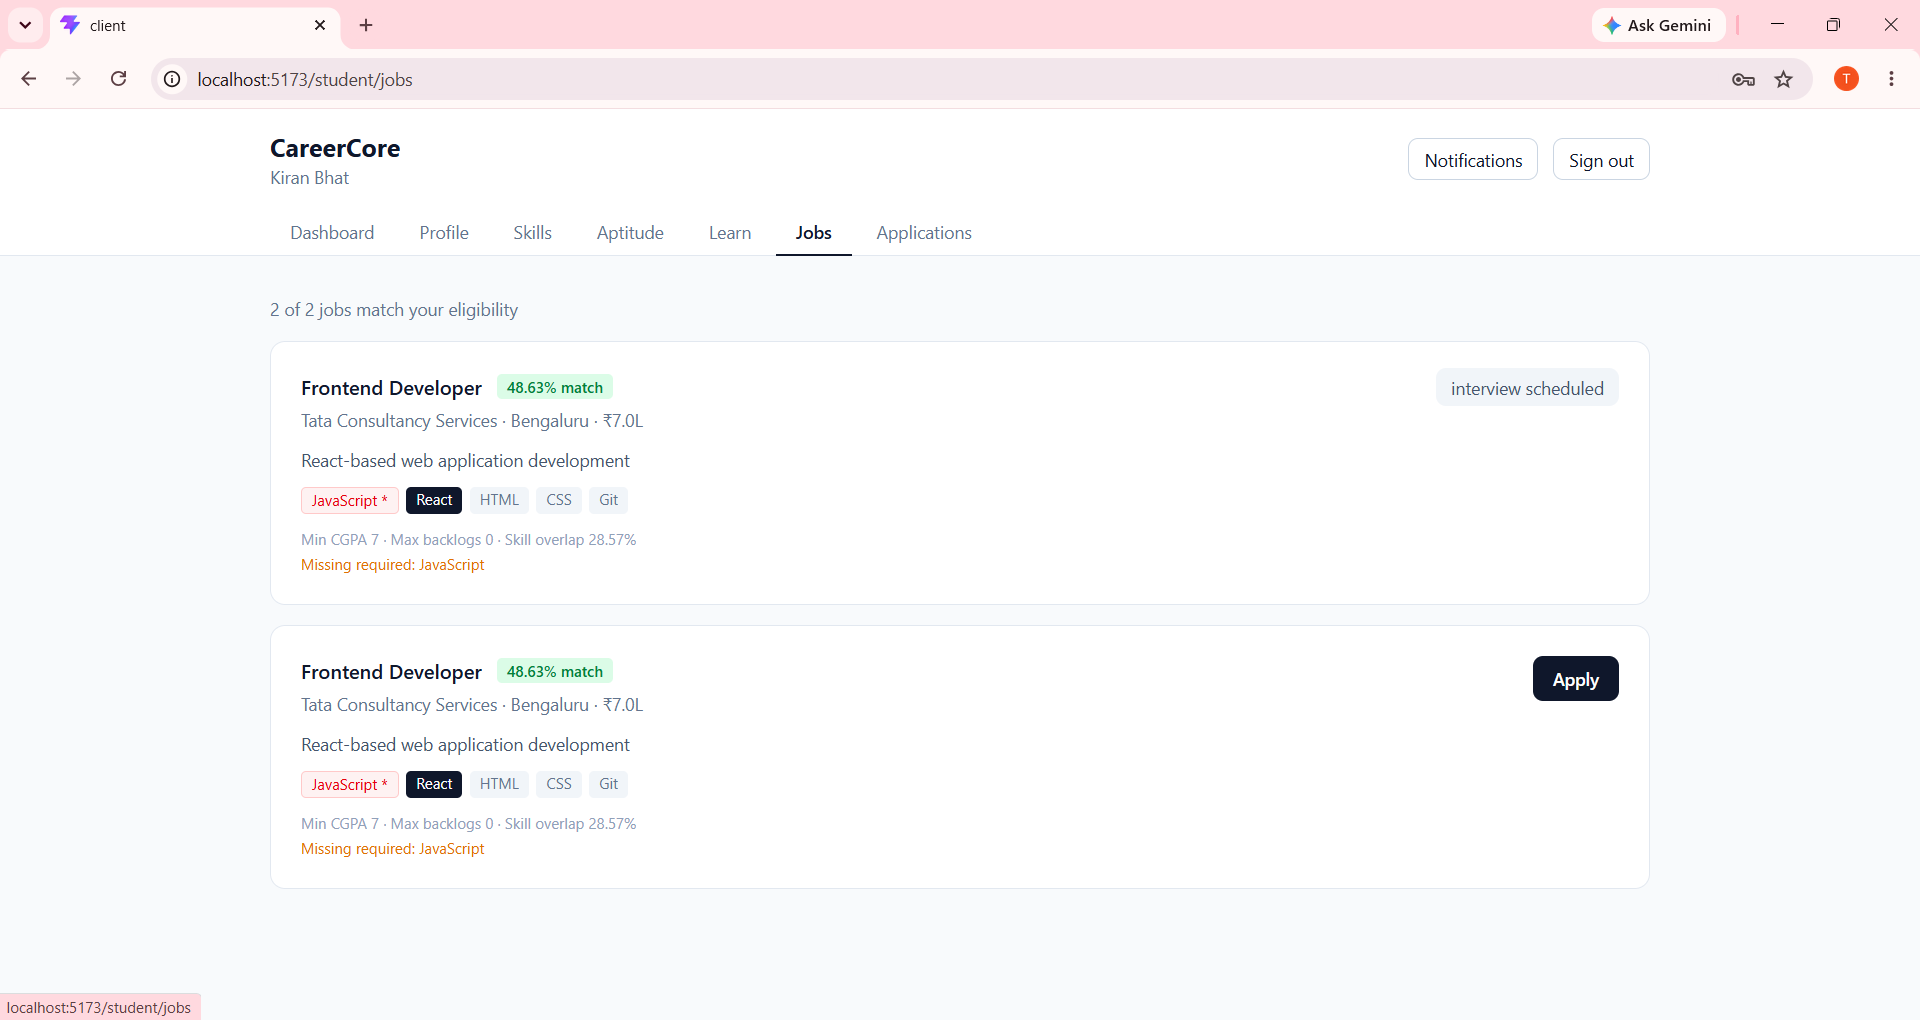 client
Ask Gemini
localhost:5173/student/jobs
T
CareerCore
Kiran Bhat
Notifications
Sign out
Dashboard Profile Skills Aptitude Learn Jobs Applications
2 of 2 jobs match your eligibility
Frontend Developer 48.63% match
interview scheduled
Tata Consultancy Services · Bengaluru · ₹7.0L
React-based web application development
JavaScript * React HTML CSS Git
Min CGPA 7 · Max backlogs 0 · Skill overlap 28.57%
Missing required: JavaScript
Frontend Developer 48.63% match
Apply
Tata Consultancy Services · Bengaluru · ₹7.0L
React-based web application development
JavaScript * React HTML CSS Git
Min CGPA 7 · Max backlogs 0 · Skill overlap 28.57%
Missing required: JavaScript
localhost:5173/student/jobs